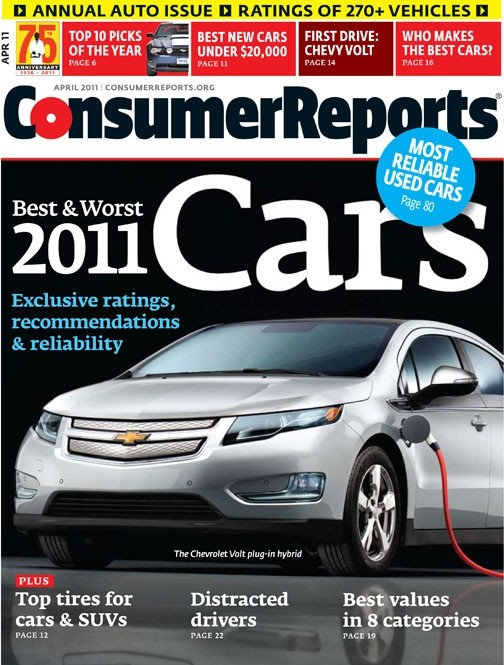 ANNUAL AUTO ISSUE RATINGS OF 270+ VEHICLES
APR 11
75TH
ANNIVERSARY
1936 - 2011
TOP 10 PICKS
OF THE YEAR
PAGE 6
BEST NEW CARS
UNDER $20,000
PAGE 11
FIRST DRIVE:
CHEVY VOLT
PAGE 14
WHO MAKES
THE BEST CARS?
PAGE 16
APRIL 2011 | CONSUMERREPORTS.ORG
ConsumerReports®
MOST
RELIABLE
USED CARS
Page 80
Best & Worst
2011 Cars
Exclusive ratings,
recommendations
& reliability
The Chevrolet Volt plug-in hybrid
PLUS
Top tires for
cars & SUVs
PAGE 12
Distracted
drivers
PAGE 22
Best values
in 8 categories
PAGE 19